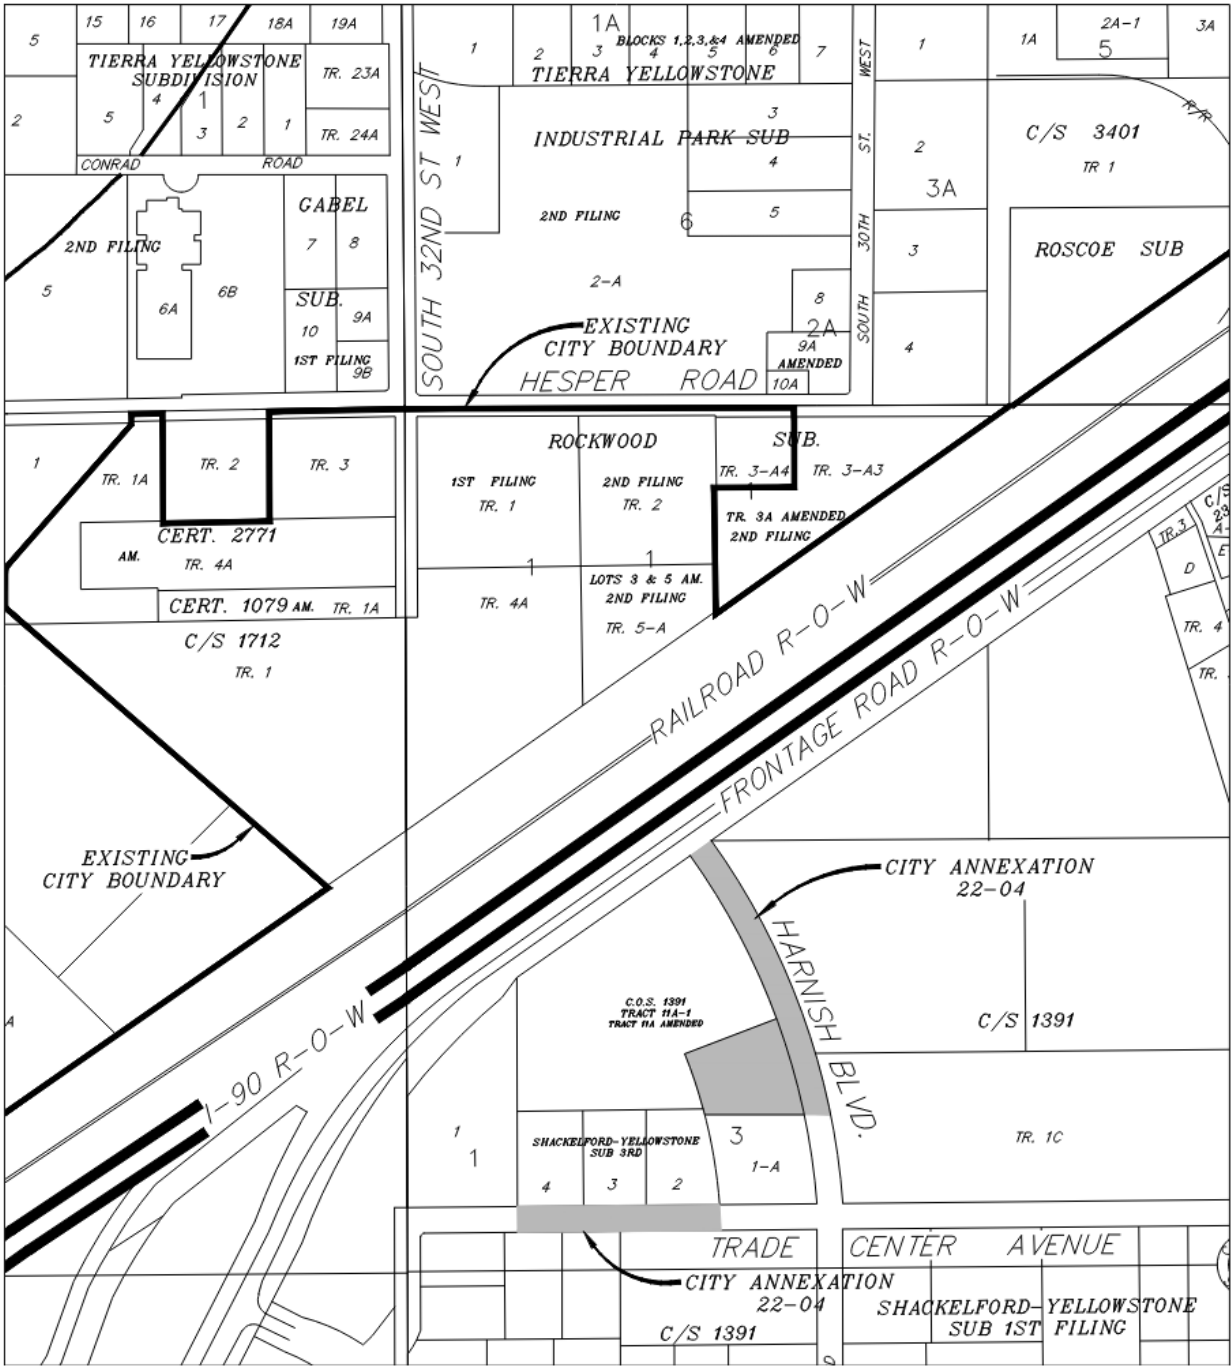 5
15
16
17
18A
19A
TIERRA YELLOWSTONE
SUBDIVISION
TR. 23A
2
5
4
1
3
2
1
TR. 24A
CONRAD
ROAD
1
2
1A
3
BLOCKS 1,2,3,&4 AMENDED
4
5
6
7
TIERRA YELLOWSTONE
INDUSTRIAL PARK SUB
1
3
4
5
2ND FILING
6
2-A
8
2A
9A
AMENDED
10A
SOUTH 32ND ST WEST
SOUTH 30TH ST. WEST
1
2
3A
3
4
1A
2A-1
5
3A
R/R
C/S 3401
TR 1
ROSCOE SUB
2ND FILING
5
6A
6B
GABEL
7
8
SUB.
10
9A
1ST FILING
9B
EXISTING
CITY BOUNDARY
HESPER ROAD
1
TR. 1A
TR. 2
TR. 3
CERT. 2771
AM.
TR. 4A
CERT. 1079 AM. TR. 1A
C/S 1712
TR. 1
ROCKWOOD
SUB.
1ST FILING
TR. 1
2ND FILING
TR. 2
TR. 3-A4
TR. 3-A3
1
TR. 3A AMENDED
2ND FILING
1
1
LOTS 3 & 5 AM.
2ND FILING
TR. 4A
TR. 5-A
RAILROAD R-O-W
FRONTAGE ROAD R-O-W
I-90 R-O-W
TR.3
D
E
TR. 4
TR.
C/S
EXISTING
CITY BOUNDARY
A
CITY ANNEXATION
22-04
HARNISH BLVD.
C.O.S. 1391
TRACT 11A-1
TRACT 11A AMENDED
C/S 1391
1
1
SHACKELFORD-YELLOWSTONE
SUB 3RD
4
3
2
3
1-A
TR. 1C
TRADE CENTER AVENUE
CITY ANNEXATION
22-04
C/S 1391
SHACKELFORD-YELLOWSTONE
SUB 1ST FILING